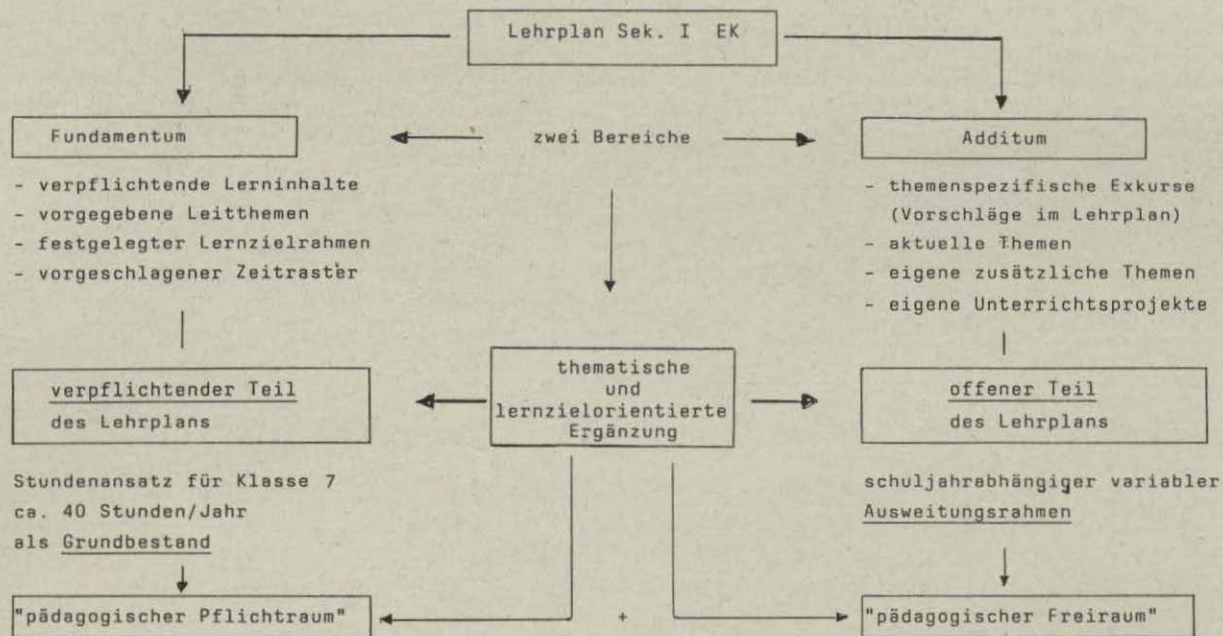 Lehrplan Sek. I EK
Fundamentum
zwei Bereiche
Additum
- verpflichtende Lerninhalte
- vorgegebene Leitthemen
- festgelegter Lernzielrahmen
- vorgeschlagener Zeitraster
- themenspezifische Exkurse
(Vorschläge im Lehrplan)
- aktuelle Themen
- eigene zusätzliche Themen
- eigene Unterrichtsprojekte
verpflichtender Teil
des Lehrplans
thematische
und
lernzielorientierte
Ergänzung
offener Teil
des Lehrplans
Stundenansatz für Klasse 7
ca. 40 Stunden/Jahr
als Grundbestand
schuljahrabhängiger variabler
Ausweitungsrahmen
"pädagogischer Pflichtraum"
+
"pädagogischer Freiraum"